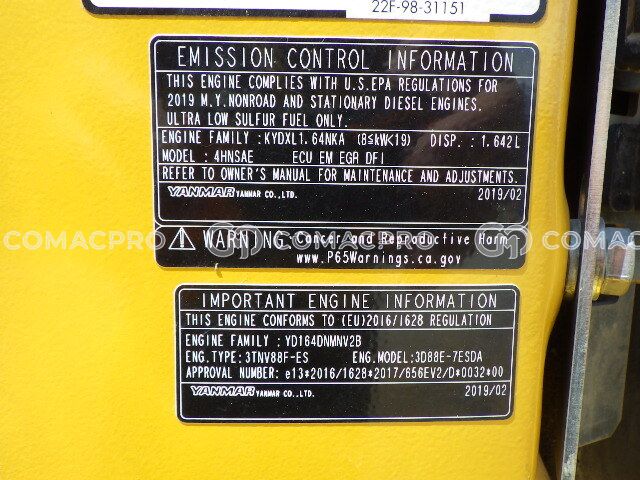 22F-98-31151
EMISSION CONTROL INFORMATION
THIS ENGINE COMPLIES WITH U.S.EPA REGULATIONS FOR
2019 M.Y.NONROAD AND STATIONARY DIESEL ENGINES.
ULTRA LOW SULFUR FUEL ONLY.
ENGINE FAMILY :KYDXL1.64NKA (8≤kW<19) DISP.: 1.642L
MODEL : 4HNSAE ECU EM EGR DFI
REFER TO OWNER'S MANUAL FOR MAINTENANCE AND ADJUSTMENTS.
YANMAR YANMAR CO.,LTD. 2019/02
WARNING: Cancer and Reproductive Harm
www.P65Warnings.ca.gov
COMACPRO COMACPRO COMACPRO
IMPORTANT ENGINE INFORMATION
THIS ENGINE CONFORMS TO (EU)2016/1628 REGULATION
ENGINE FAMILY : YD164DNMNV2B
ENG.TYPE:3TNV88F-ES ENG.MODEL:3D88E-7ESDA
APPROVAL NUMBER: e13*2016/1628*2017/656EV2/D*0032*00
YANMAR YANMAR CO.,LTD. 2019/02